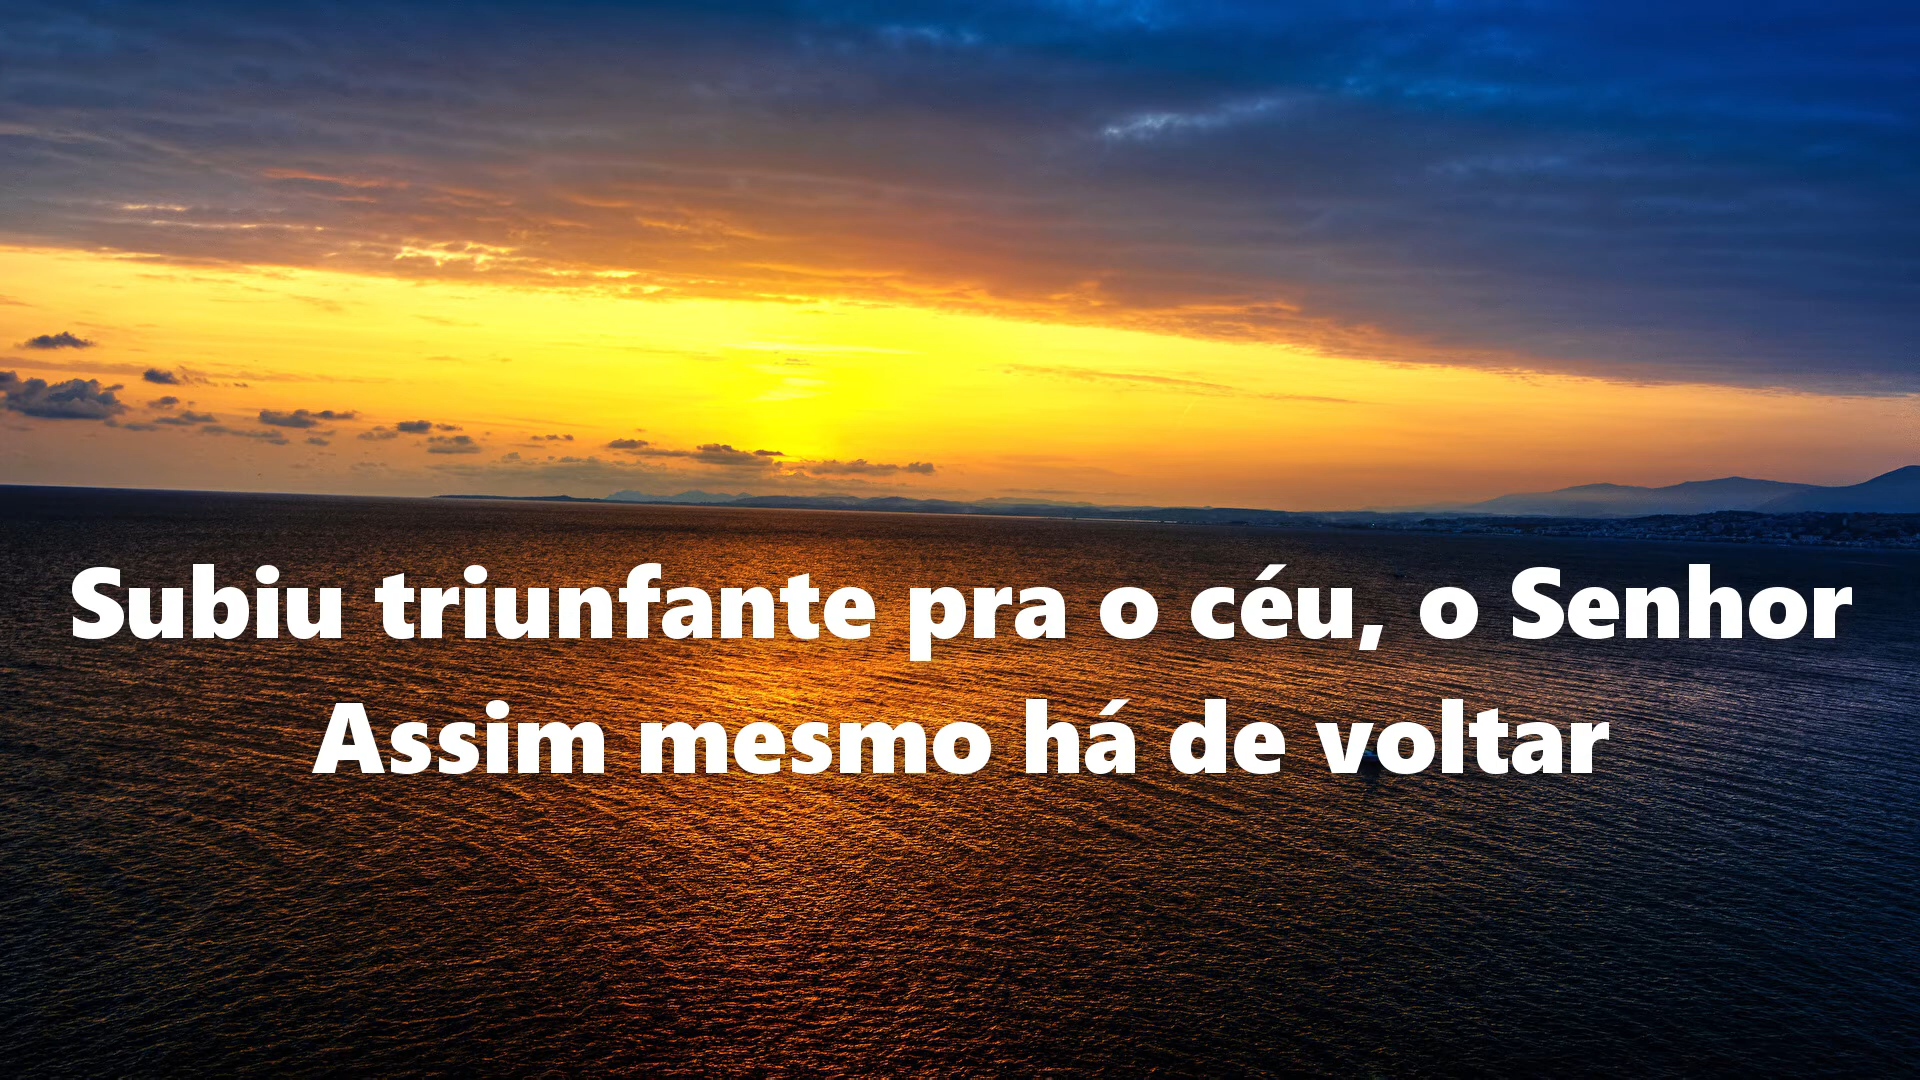 Subiu triunfante pra o céu, o Senhor
Assim mesmo há de voltar